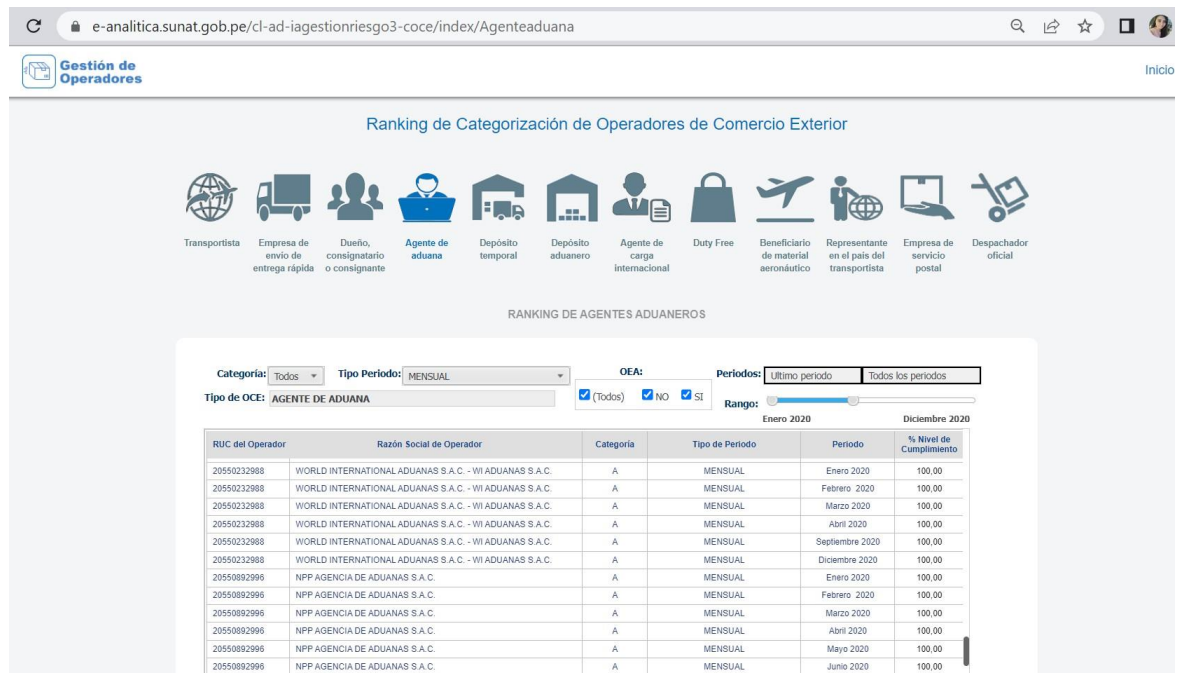 e-analitica.sunat.gob.pe/cl-ad-iagestionriesgo3-coce/index/Agenteaduana
Gestión de
Operadores
Inicio
Ranking de Categorización de Operadores de Comercio Exterior
Transportista
Empresa de
envío de
entrega rápida
Dueño,
consignatario
o consignante
Agente de
aduana
Depósito
temporal
Depósito
aduanero
Agente de
carga
internacional
Duty Free
Beneficiario
de material
aeronáutico
Representante
en el país del
transportista
Empresa de
servicio
postal
Despachador
oficial
RANKING DE AGENTES ADUANEROS
Categoría: Todos Tipo Periodo: MENSUAL OEA: Periodos: Ultimo periodo Todos los periodos
Tipo de OCE: AGENTE DE ADUANA (Todos) NO SI Rango:
Enero 2020 Diciembre 2020
RUC del Operador Razón Social de Operador Categoría Tipo de Periodo Periodo % Nivel de Cumplimiento
20550232988 WORLD INTERNATIONAL ADUANAS S.A.C. - WI ADUANAS S.A.C. A MENSUAL Enero 2020 100,00
20550232988 WORLD INTERNATIONAL ADUANAS S.A.C. - WI ADUANAS S.A.C. A MENSUAL Febrero 2020 100,00
20550232988 WORLD INTERNATIONAL ADUANAS S.A.C. - WI ADUANAS S.A.C. A MENSUAL Marzo 2020 100,00
20550232988 WORLD INTERNATIONAL ADUANAS S.A.C. - WI ADUANAS S.A.C. A MENSUAL Abril 2020 100,00
20550232988 WORLD INTERNATIONAL ADUANAS S.A.C. - WI ADUANAS S.A.C. A MENSUAL Septiembre 2020 100,00
20550232988 WORLD INTERNATIONAL ADUANAS S.A.C. - WI ADUANAS S.A.C. A MENSUAL Diciembre 2020 100,00
20550892996 NPP AGENCIA DE ADUANAS S.A.C. A MENSUAL Enero 2020 100,00
20550892996 NPP AGENCIA DE ADUANAS S.A.C. A MENSUAL Febrero 2020 100,00
20550892996 NPP AGENCIA DE ADUANAS S.A.C. A MENSUAL Marzo 2020 100,00
20550892996 NPP AGENCIA DE ADUANAS S.A.C. A MENSUAL Abril 2020 100,00
20550892996 NPP AGENCIA DE ADUANAS S.A.C. A MENSUAL Mayo 2020 100,00
20550892996 NPP AGENCIA DE ADUANAS S.A.C. A MENSUAL Junio 2020 100,00